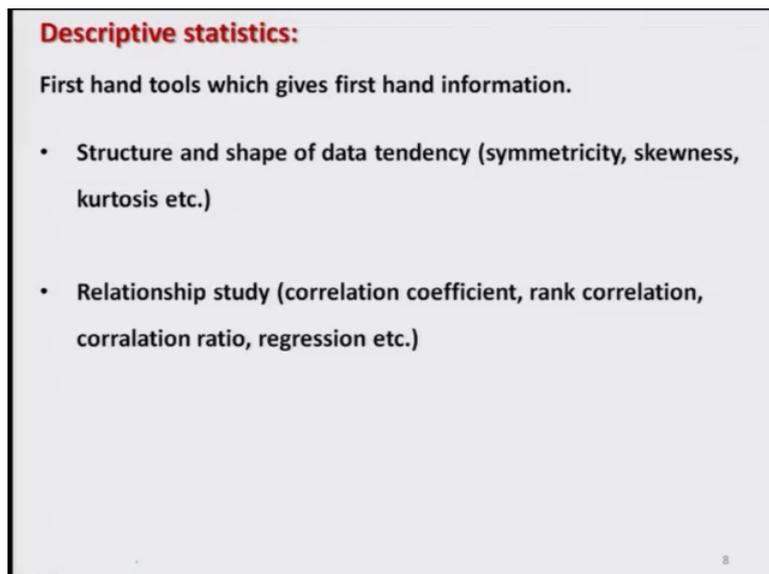 Descriptive statistics:
First hand tools which gives first hand information.
• Structure and shape of data tendency (symmetricity, skewness,
kurtosis etc.)
• Relationship study (correlation coefficient, rank correlation,
corralation ratio, regression etc.)
8